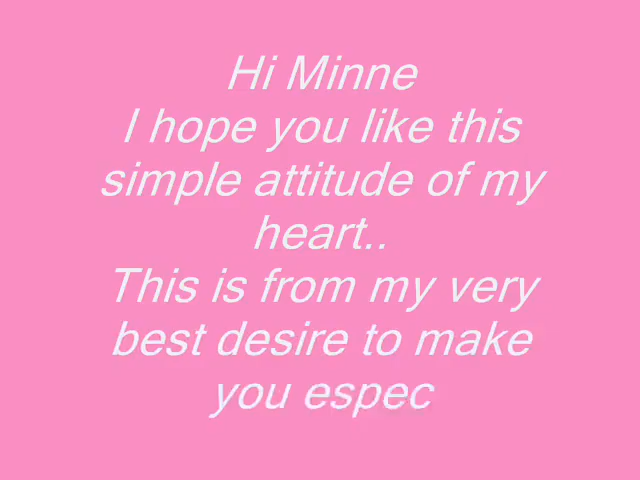 Hi Minne
I hope you like this
simple attitude of my
heart..
This is from my very
best desire to make
you espec